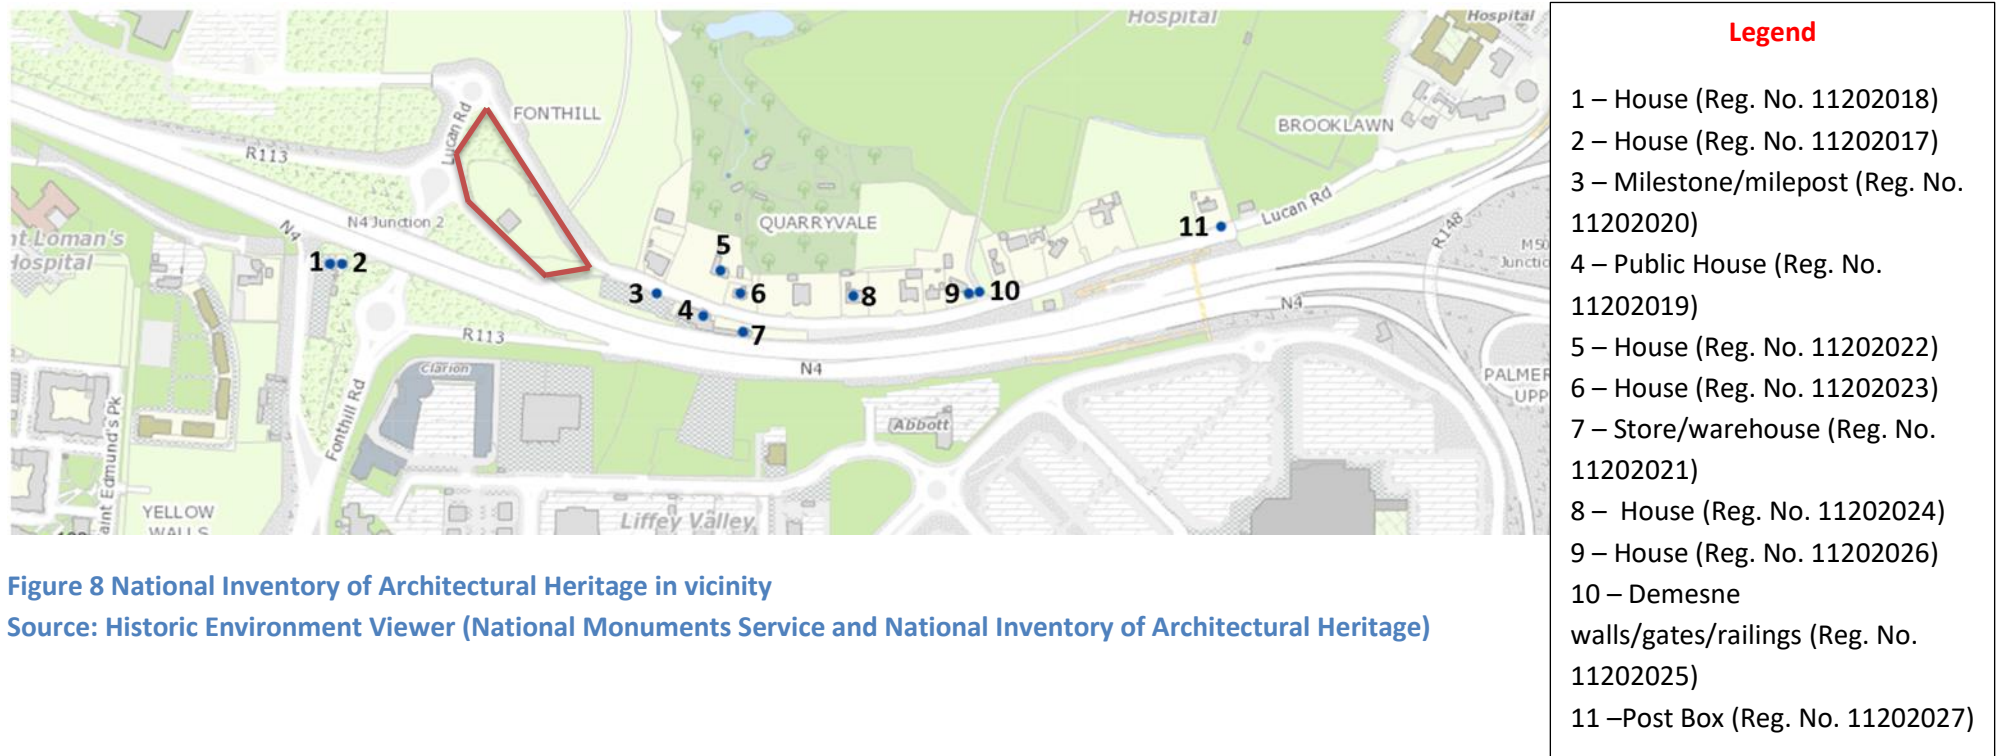 Hospital
Hospital
FONTHILL
Lucan Rd
BROOKLAWN
R113
QUARRYVALE
Lucan Rd
11
N4 Junction 2
N4
nt Loman's
Hospital
R148
M50
Junctio
1
2
5
3
6
8
9
10
4
7
N4
R113
N4
Clarion
PALMER
UPP
Fonthill Rd
aint Edmund's Pk
Abbott
YELLOW
WALLS
Liffey Valley
Legend
1 – House (Reg. No. 11202018)
2 – House (Reg. No. 11202017)
3 – Milestone/milepost (Reg. No.
11202020)
4 – Public House (Reg. No.
11202019)
5 – House (Reg. No. 11202022)
6 – House (Reg. No. 11202023)
7 – Store/warehouse (Reg. No.
11202021)
8 –  House (Reg. No. 11202024)
9 – House (Reg. No. 11202026)
10 – Demesne
walls/gates/railings (Reg. No.
11202025)
11 –Post Box (Reg. No. 11202027)
Figure 8 National Inventory of Architectural Heritage in vicinity
Source: Historic Environment Viewer (National Monuments Service and National Inventory of Architectural Heritage)